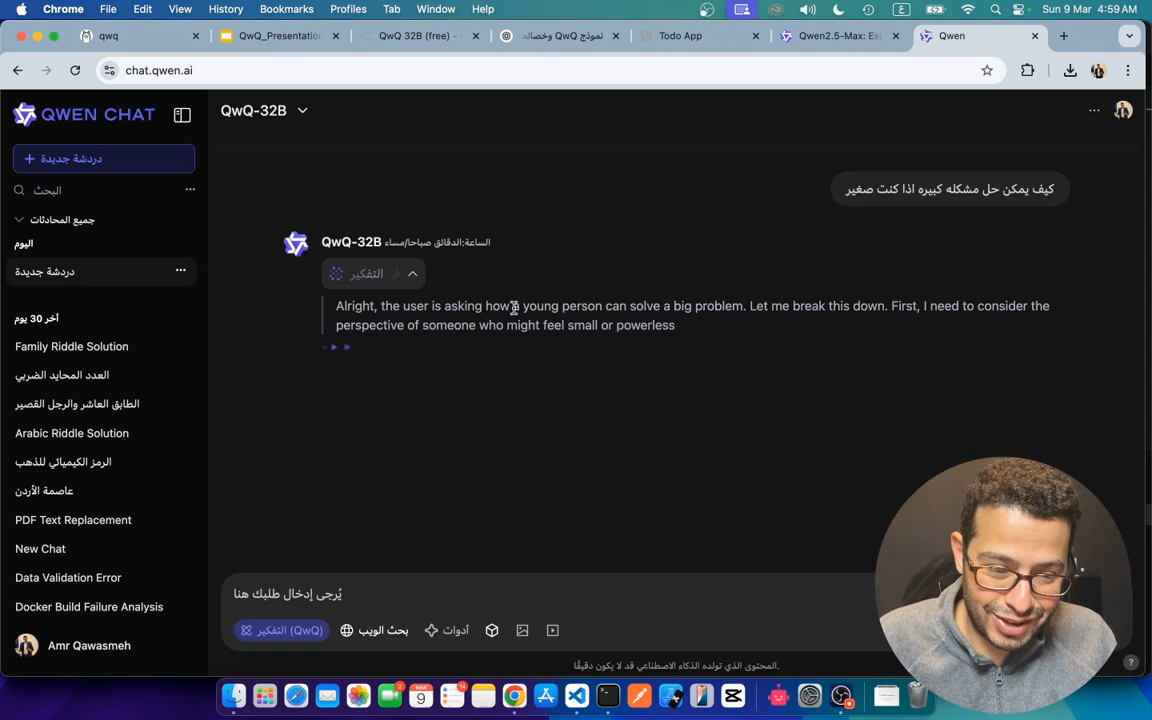 Chrome File Edit View History Bookmarks Profiles Tab Window Help
Sun 9 Mar 4:59 AM
qwq
QwQ_Presentation
QwQ 32B (free) -
نموذج QwQ وخصائصه
Todo App
Qwen2.5-Max: Ex
Qwen
chat.qwen.ai
QWEN CHAT
QwQ-32B
دردشة جديدة
البحث
كيف يمكن حل مشكله كبيره اذا كنت صغير
جميع المحادثات
اليوم
QwQ-32B الساعة:الدقائق صباحا/مساء
دردشة جديدة
التفكير
Alright, the user is asking how a young person can solve a big problem. Let me break this down. First, I need to consider the
perspective of someone who might feel small or powerless
أخر 30 يوم
Family Riddle Solution
العدد المحايد الضربي
الطابق العاشر والرجل القصير
Arabic Riddle Solution
الرمز الكيميائي للذهب
عاصمة الأردن
PDF Text Replacement
New Chat
Data Validation Error
Docker Build Failure Analysis
Amr Qawasmeh
يُرجى إدخال طلبك هنا
التفكير (QwQ) بحث الويب أدوات
المحتوى الذي تولده الذكاء الاصطناعي قد لا يكون دقيقًا.